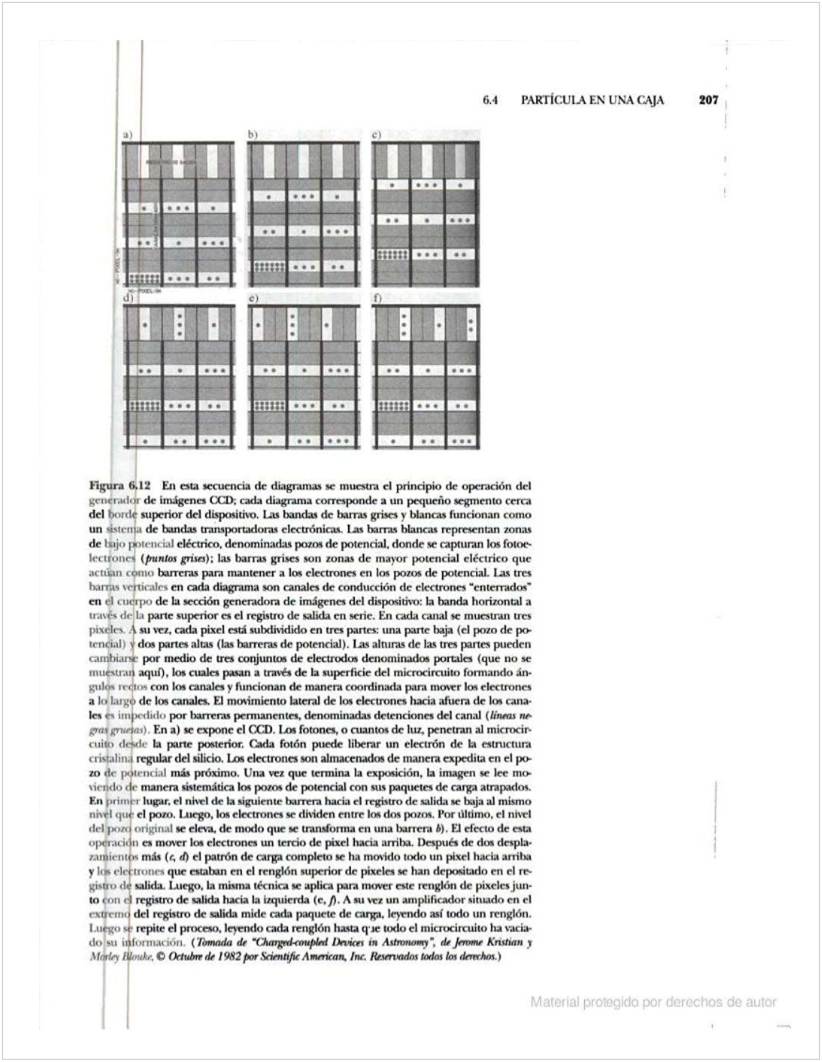 6.4 PARTÍCULA EN UNA CAJA 207
a) b) c)
d) e) f)
Figura 6.12 En esta secuencia de diagramas se muestra el principio de operación del
generador de imágenes CCD; cada diagrama corresponde a un pequeño segmento cerca
del borde superior del dispositivo. Las bandas de barras grises y blancas funcionan como
un sistema de bandas transportadoras electrónicas. Las barras blancas representan zonas
de bajo potencial eléctrico, denominadas pozos de potencial, donde se capturan los fotoe-
lectrones (puntos grises); las barras grises son zonas de mayor potencial eléctrico que
actúan como barreras para mantener a los electrones en los pozos de potencial. Las tres
barras verticales en cada diagrama son canales de conducción de electrones "enterrados"
en el cuerpo de la sección generadora de imágenes del dispositivo: la banda horizontal a
través de la parte superior es el registro de salida en serie. En cada canal se muestran tres
pixeles. A su vez, cada pixel está subdividido en tres partes: una parte baja (el pozo de po-
tencial) y dos partes altas (las barreras de potencial). Las alturas de las tres partes pueden
cambiarse por medio de tres conjuntos de electrodos denominados portales (que no se
muestran aquí), los cuales pasan a través de la superficie del microcircuito formando án-
gulos rectos con los canales y funcionan de manera coordinada para mover los electrones
a lo largo de los canales. El movimiento lateral de los electrones hacia afuera de los cana-
les es impedido por barreras permanentes, denominadas detenciones del canal (líneas ne-
gras gruesas). En a) se expone el CCD. Los fotones, o cuantos de luz, penetran al microcir-
cuito desde la parte posterior. Cada fotón puede liberar un electrón de la estructura
cristalina regular del silicio. Los electrones son almacenados de manera expedita en el po-
zo de potencial más próximo. Una vez que termina la exposición, la imagen se lee mo-
viendo de manera sistemática los pozos de potencial con sus paquetes de carga atrapados.
En primer lugar, el nivel de la siguiente barrera hacia el registro de salida se baja al mismo
nivel que el pozo. Luego, los electrones se dividen entre los dos pozos. Por último, el nivel
del pozo original se eleva, de modo que se transforma en una barrera b). El efecto de esta
operación es mover los electrones un tercio de pixel hacia arriba. Después de dos despla-
zamientos más (c, d) el patrón de carga completo se ha movido todo un pixel hacia arriba
y los electrones que estaban en el renglón superior de pixeles se han depositado en el re-
gistro de salida. Luego, la misma técnica se aplica para mover este renglón de pixeles jun-
to con el registro de salida hacia la izquierda (e, f). A su vez un amplificador situado en el
extremo del registro de salida mide cada paquete de carga, leyendo así todo un renglón.
Luego se repite el proceso, leyendo cada renglón hasta que todo el microcircuito ha vacia-
do su información. (Tomada de "Charged-coupled Devices in Astronomy", de Jerome Kristian y
Morley Blouke, © Octubre de 1982 por Scientific American, Inc. Reservados todos los derechos.)
Material protegido por derechos de autor